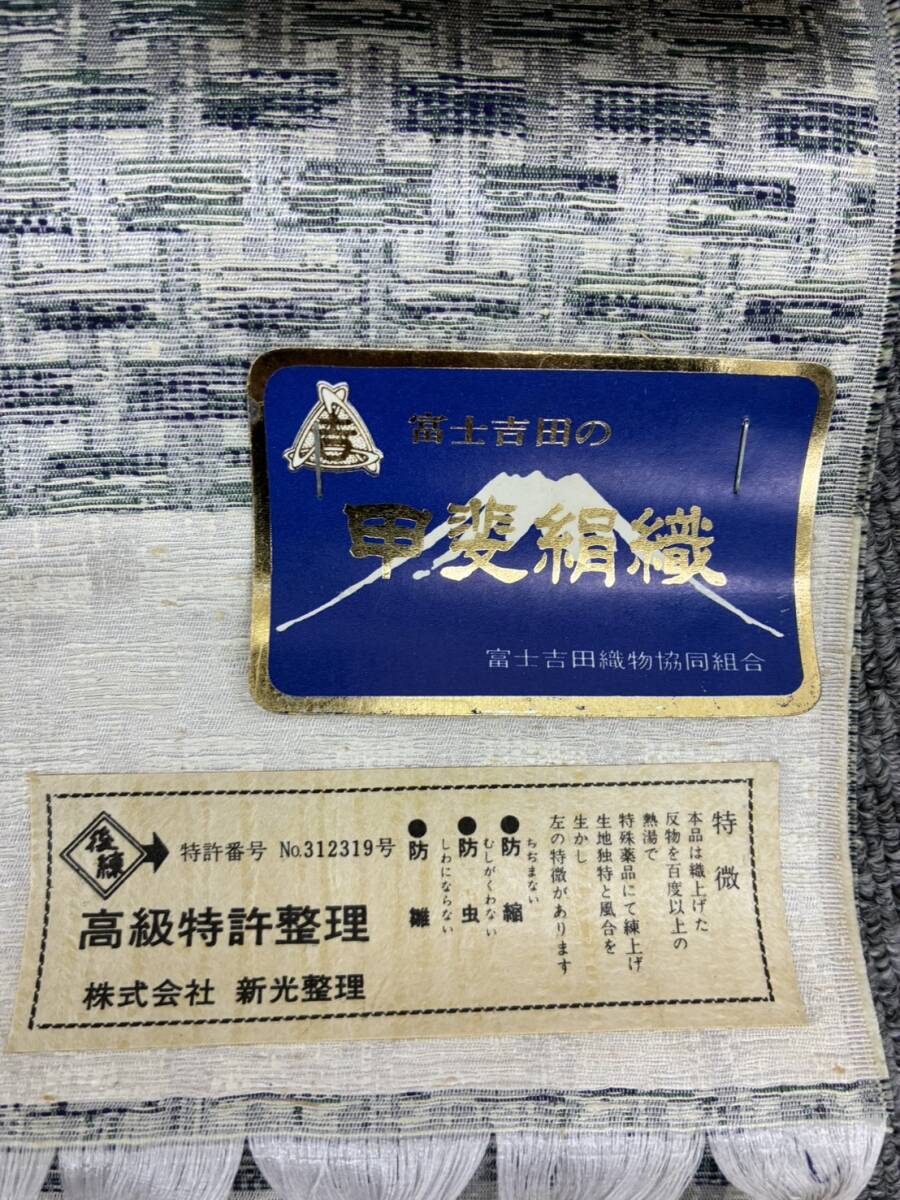 吉
富士吉田の
甲斐絹織
富士吉田織物協同組合
後練
特許番号 No.312319号
高級特許整理
株式会社 新光整理
特微
本品は織上げた
反物を百度以上の
熱湯で
特殊薬品にて練上げ
生地独特と風合を
生かし
左の特微があります
ちぢまない
●防縮
むしがくわない
●防虫
しわにならない
●防皺